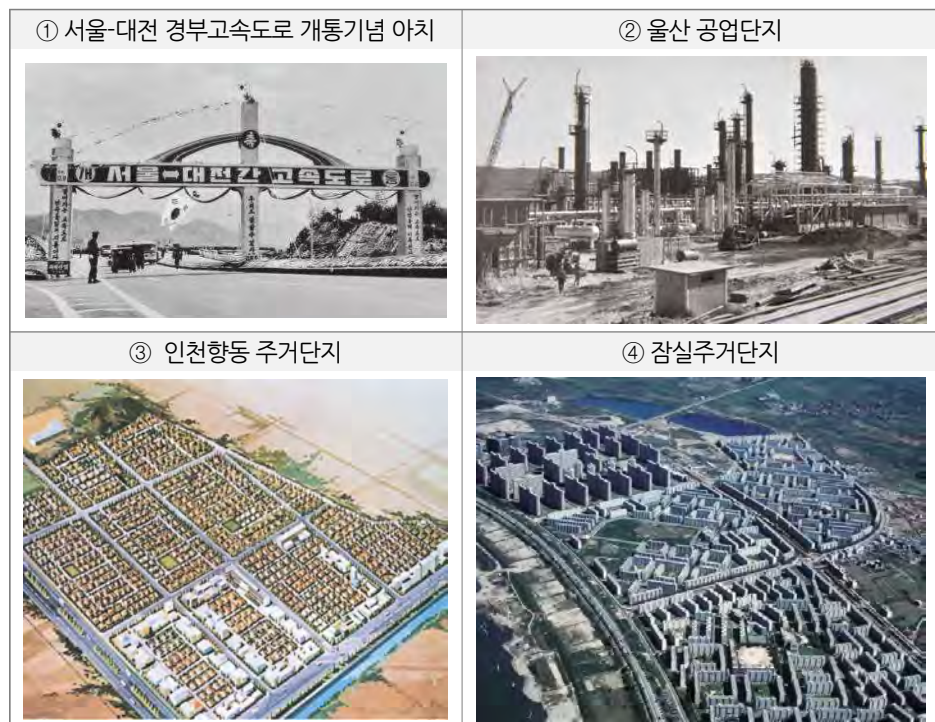 ① 서울-대전 경부고속도로 개통기념 아치
② 울산 공업단지
서울⇔대전간 고속도로
③ 인천향동 주거단지
④ 잠실주거단지